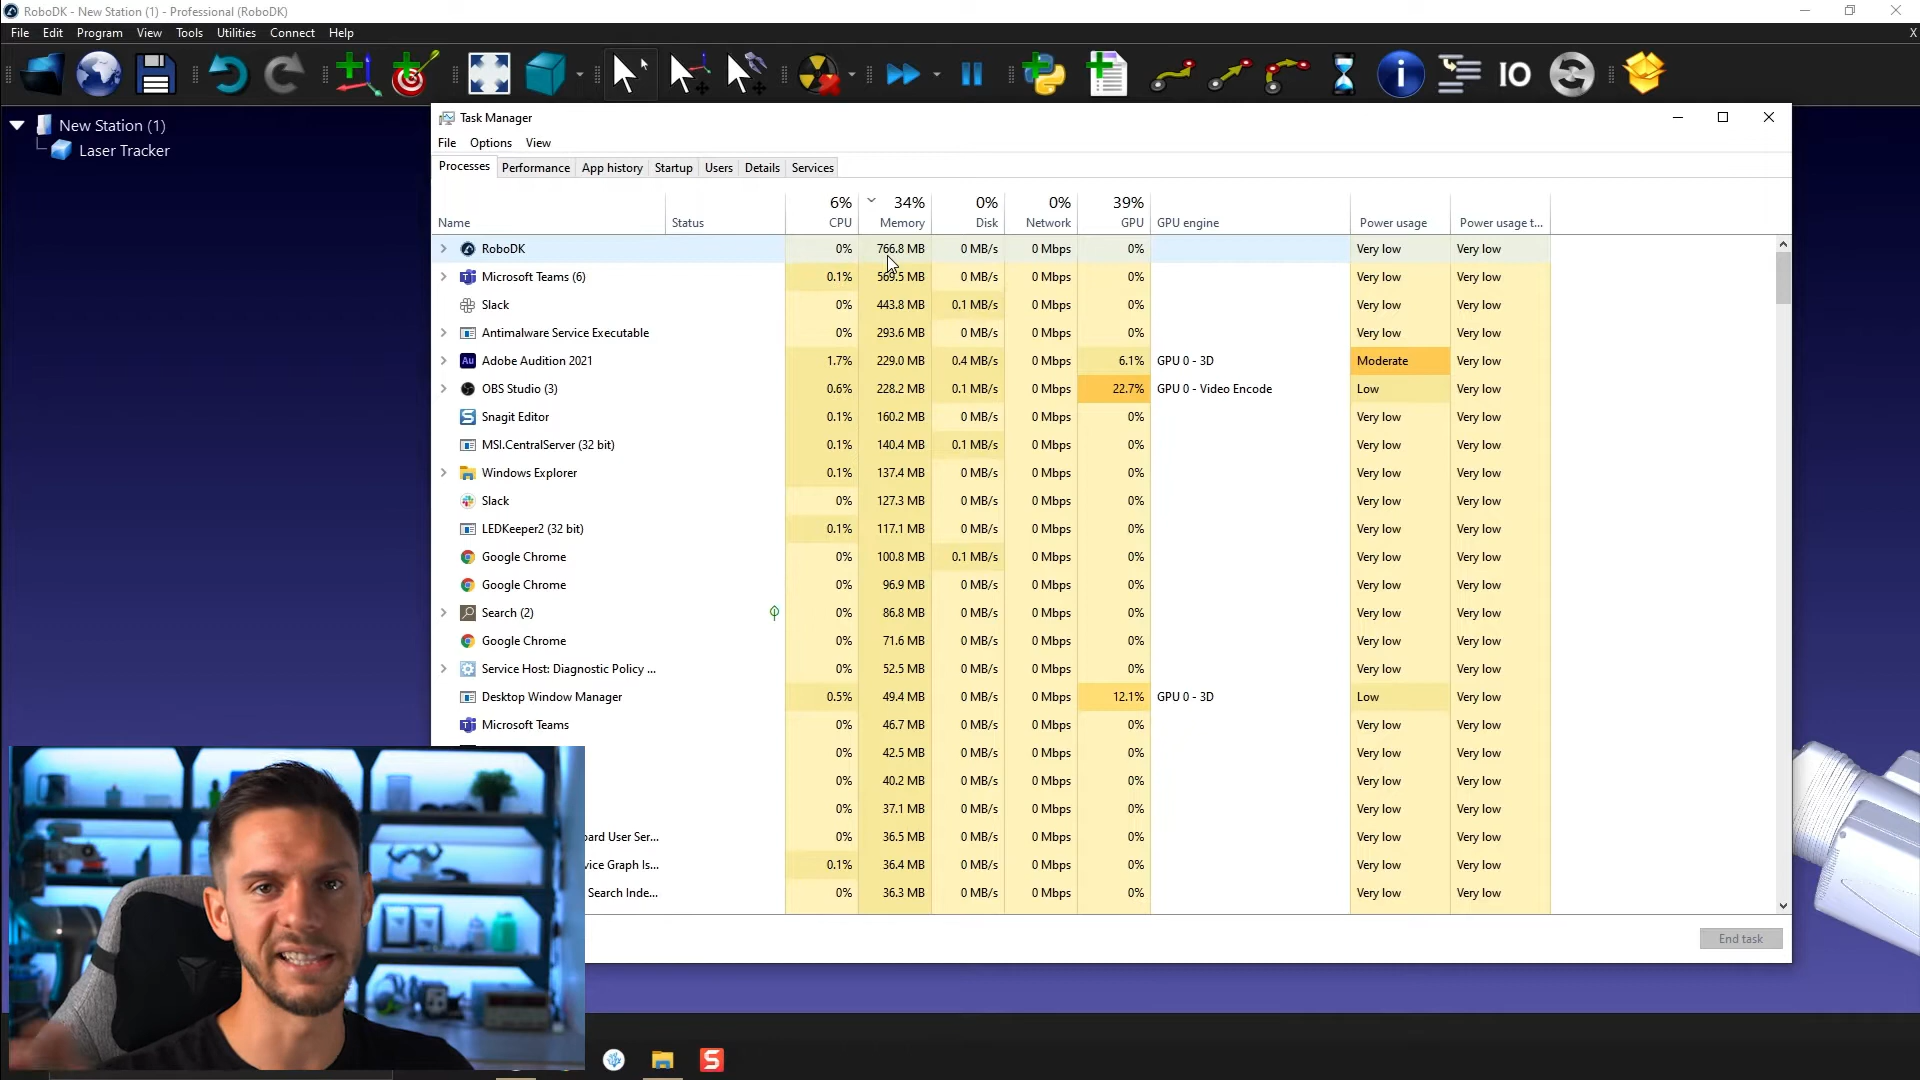 RoboDK - New Station (1) - Professional (RoboDK)
File Edit Program View Tools Utilities Connect Help X
IO
New Station (1)
Laser Tracker
Task Manager
File Options View
Processes Performance App history Startup Users Details Services
6% 34% 0% 0% 39%
Name Status CPU Memory Disk Network GPU GPU engine Power usage Power usage t...
RoboDK 0% 766.8 MB 0 MB/s 0 Mbps 0% Very low Very low
Microsoft Teams (6) 0.1% 569.5 MB 0 MB/s 0 Mbps 0% Very low Very low
Slack 0% 443.8 MB 0.1 MB/s 0 Mbps 0% Very low Very low
Antimalware Service Executable 0% 293.6 MB 0 MB/s 0 Mbps 0% Very low Very low
Au Adobe Audition 2021 1.7% 229.0 MB 0.4 MB/s 0 Mbps 6.1% GPU 0 - 3D Moderate Very low
OBS Studio (3) 0.6% 228.2 MB 0.1 MB/s 0 Mbps 22.7% GPU 0 - Video Encode Low Very low
Snagit Editor 0.1% 160.2 MB 0 MB/s 0 Mbps 0% Very low Very low
MSI.CentralServer (32 bit) 0.1% 140.4 MB 0.1 MB/s 0 Mbps 0% Very low Very low
Windows Explorer 0.1% 137.4 MB 0 MB/s 0 Mbps 0% Very low Very low
Slack 0% 127.3 MB 0 MB/s 0 Mbps 0% Very low Very low
LEDKeeper2 (32 bit) 0.1% 117.1 MB 0 MB/s 0 Mbps 0% Very low Very low
Google Chrome 0% 100.8 MB 0.1 MB/s 0 Mbps 0% Very low Very low
Google Chrome 0% 96.9 MB 0 MB/s 0 Mbps 0% Very low Very low
Search (2) 0% 86.8 MB 0 MB/s 0 Mbps 0% Very low Very low
Google Chrome 0% 71.6 MB 0 MB/s 0 Mbps 0% Very low Very low
Service Host: Diagnostic Policy ... 0% 52.5 MB 0 MB/s 0 Mbps 0% Very low Very low
Desktop Window Manager 0.5% 49.4 MB 0 MB/s 0 Mbps 12.1% GPU 0 - 3D Low Very low
Microsoft Teams 0% 46.7 MB 0 MB/s 0 Mbps 0% Very low Very low
0% 42.5 MB 0 MB/s 0 Mbps 0% Very low Very low
0% 40.2 MB 0 MB/s 0 Mbps 0% Very low Very low
0% 37.1 MB 0 MB/s 0 Mbps 0% Very low Very low
oard User Ser... 0% 36.5 MB 0 MB/s 0 Mbps 0% Very low Very low
vice Graph Is... 0.1% 36.4 MB 0 MB/s 0 Mbps 0% Very low Very low
Search Inde... 0% 36.3 MB 0 MB/s 0 Mbps 0% Very low Very low
End task